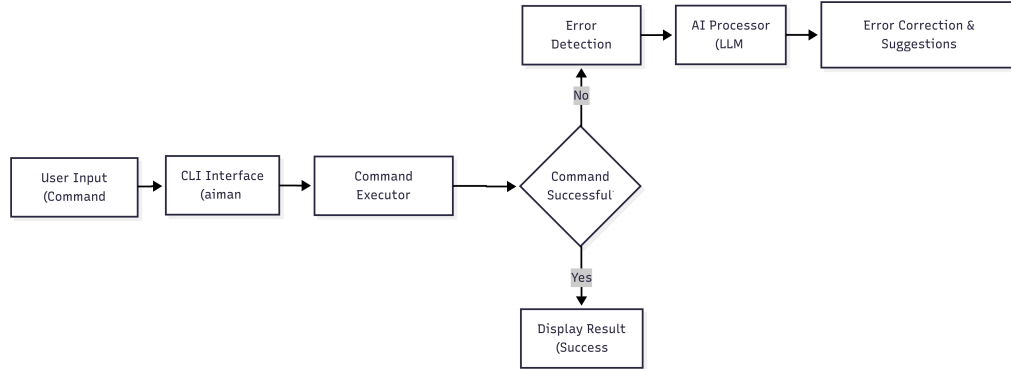 Error
Detection
AI Processor
(LLM
Error Correction &
Suggestions
No
User Input
(Command
CLI Interface
(aiman
Command
Executor
Command
Successful
Yes
Display Result
(Success